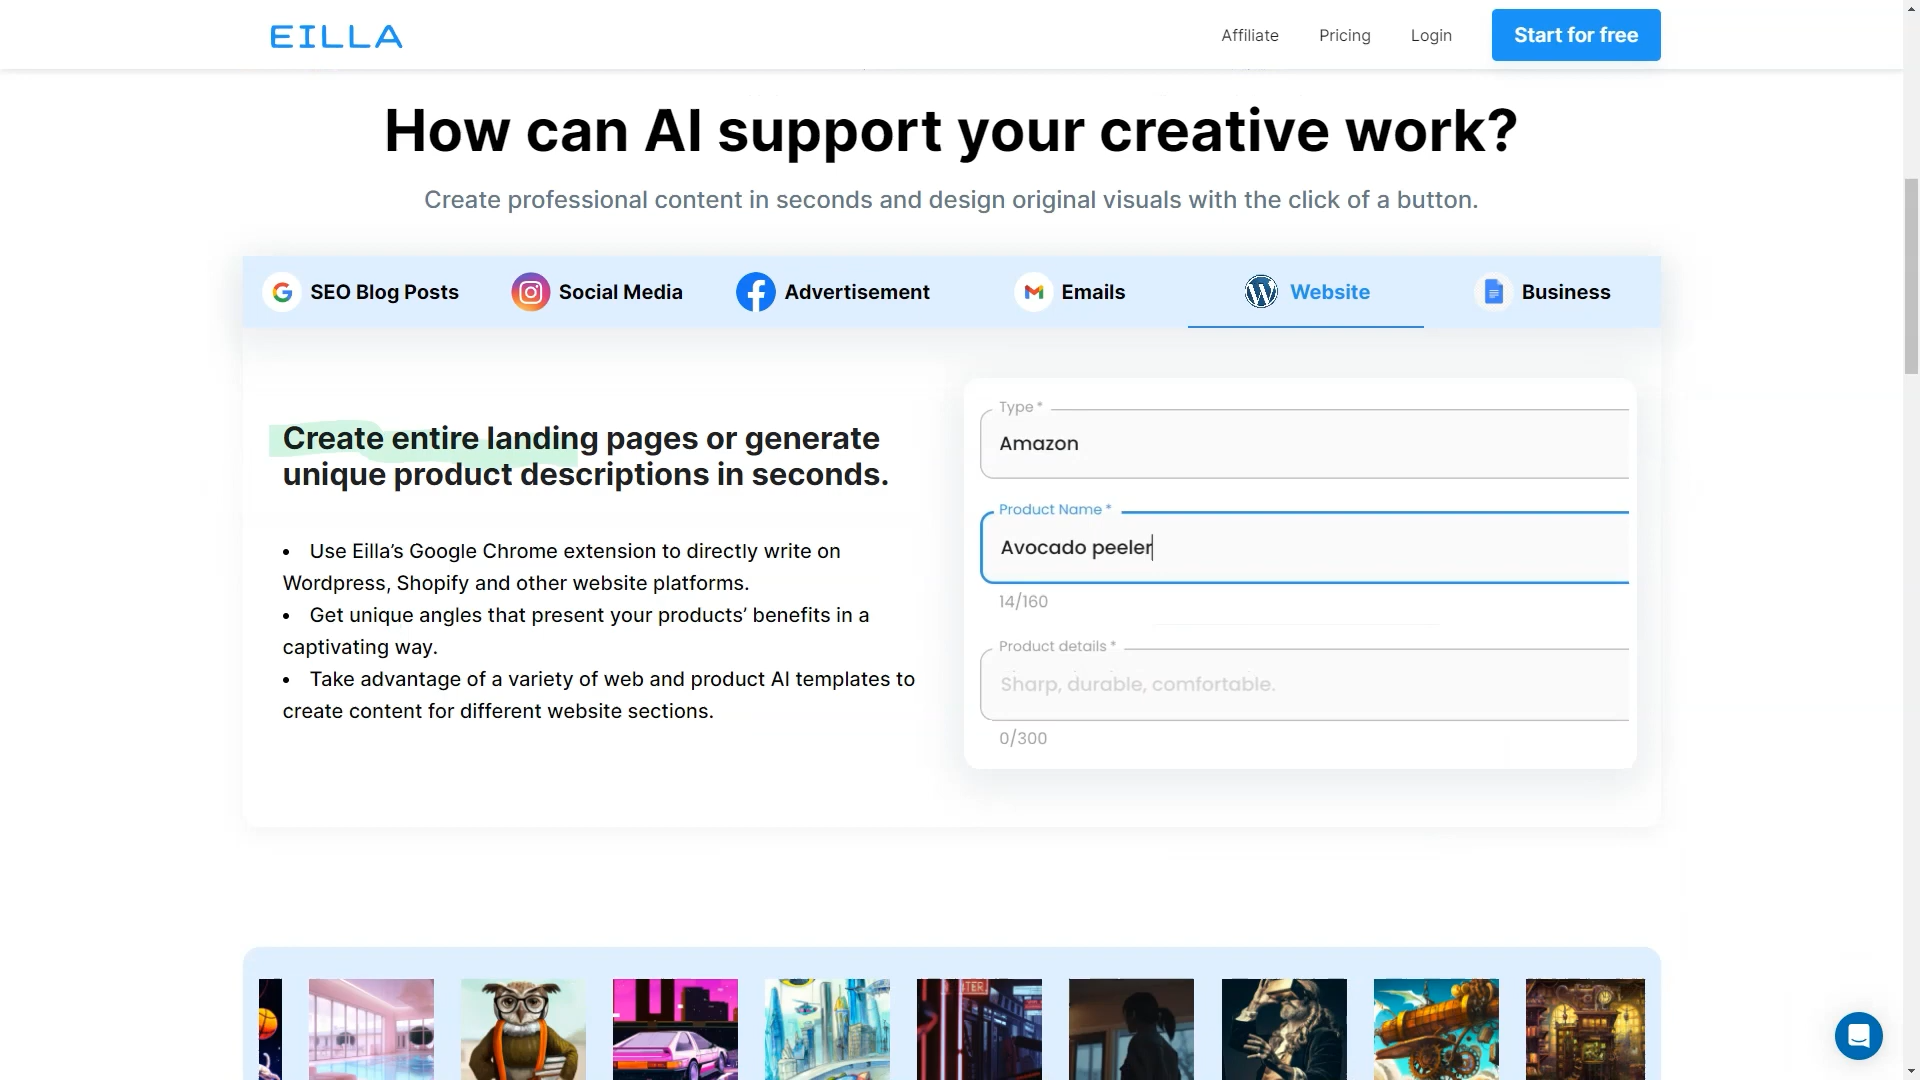 EILLA
Affiliate
Pricing
Login
Start for free
How can AI support your creative work?
Create professional content in seconds and design original visuals with the click of a button.
SEO Blog Posts
Social Media
Advertisement
Emails
Website
Business
Create entire landing pages or generate
unique product descriptions in seconds.
• Use Eilla’s Google Chrome extension to directly write on
Wordpress, Shopify and other website platforms.
• Get unique angles that present your products’ benefits in a
captivating way.
• Take advantage of a variety of web and product AI templates to
create content for different website sections.
Type *
Amazon
Product Name *
Avocado peeler
14/160
Product details *
Sharp, durable, comfortable.
0/300